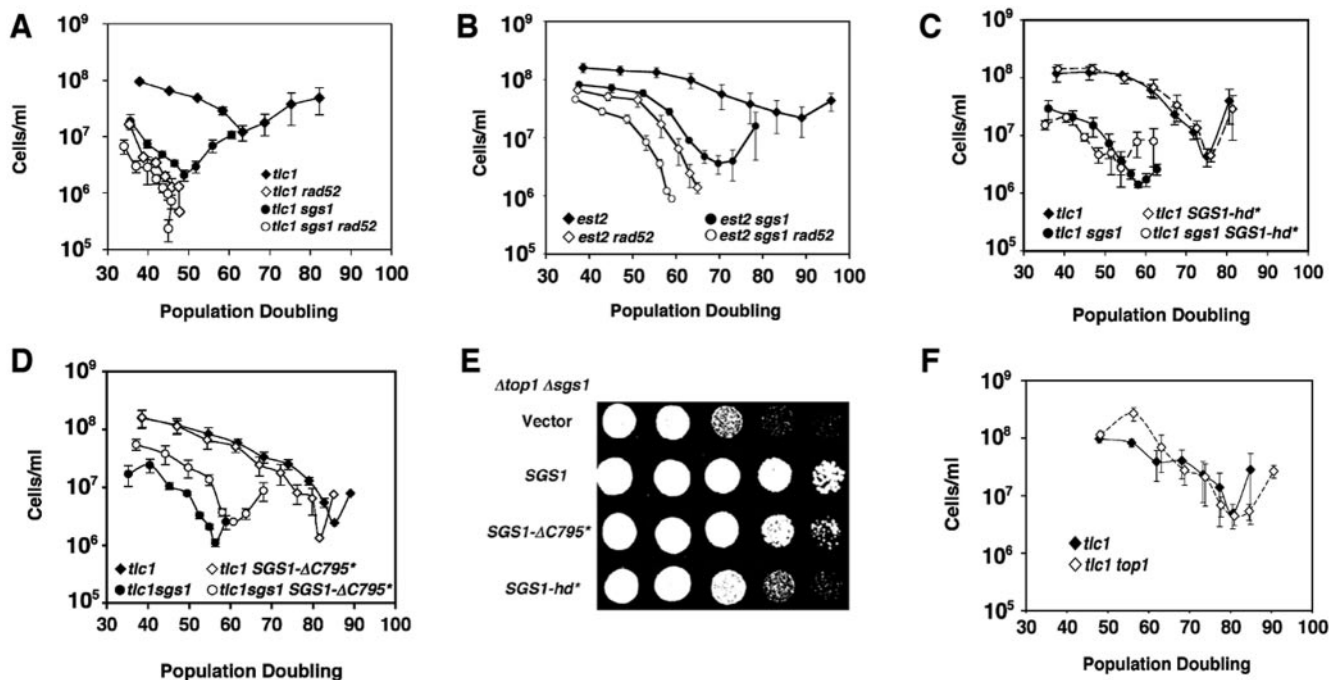 A
10⁹
10⁸
10⁷
10⁶
10⁵
Cells/ml
30 40 50 60 70 80 90 100
Population Doubling
tlc1
tlc1 rad52
tlc1 sgs1
tlc1 sgs1 rad52
B
10⁹
10⁸
10⁷
10⁶
10⁵
Cells/ml
30 40 50 60 70 80 90 100
Population Doubling
est2
est2 rad52
est2 sgs1
est2 sgs1 rad52
C
10⁹
10⁸
10⁷
10⁶
10⁵
Cells/ml
30 40 50 60 70 80 90 100
Population Doubling
tlc1
tlc1 sgs1
tlc1 SGS1-hd*
tlc1 sgs1 SGS1-hd*
D
10⁹
10⁸
10⁷
10⁶
10⁵
Cells/ml
30 40 50 60 70 80 90 100
Population Doubling
tlc1
tlc1sgs1
tlc1 SGS1-ΔC795*
tlc1sgs1 SGS1-ΔC795*
E
Δtop1 Δsgs1
Vector
SGS1
SGS1-ΔC795*
SGS1-hd*
F
10⁹
10⁸
10⁷
10⁶
10⁵
Cells/ml
30 40 50 60 70 80 90 100
Population Doubling
tlc1
tlc1 top1